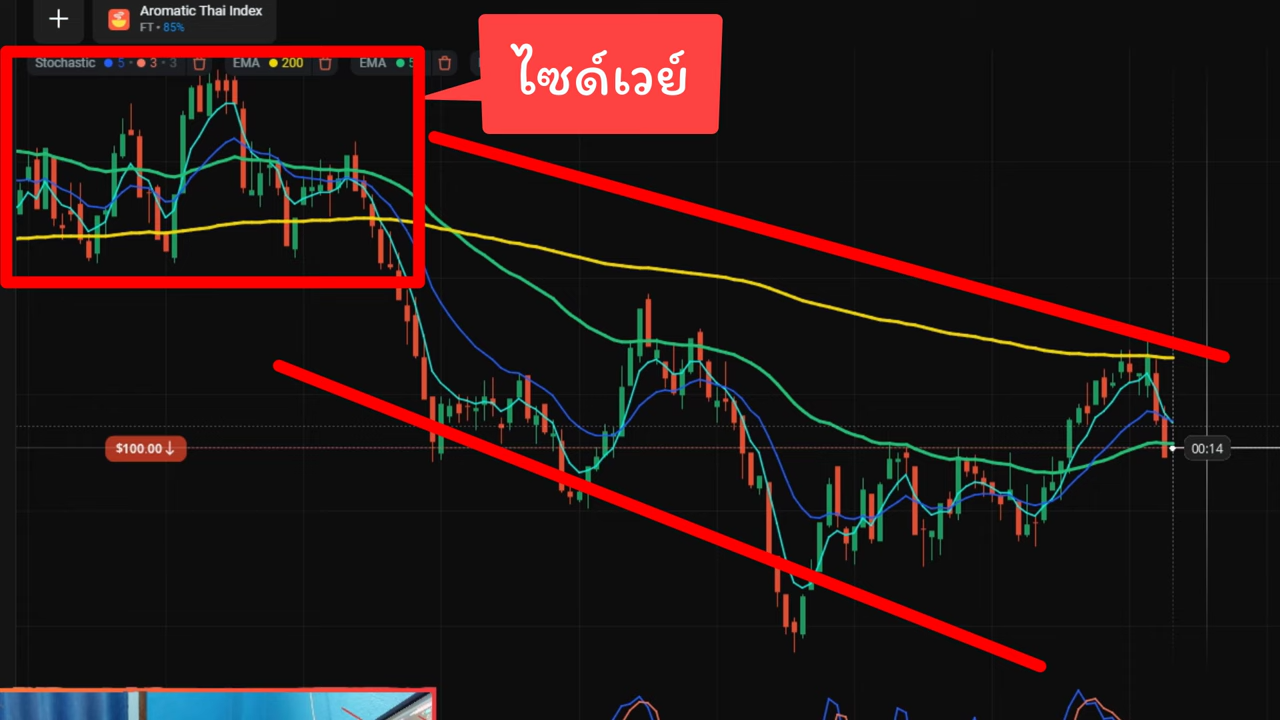 +
Aromatic Thai Index
FT • 85%
Stochastic 5 • 3 • 3
EMA 200
EMA
ไซด์เวย์
$100.00 ↓
00:14